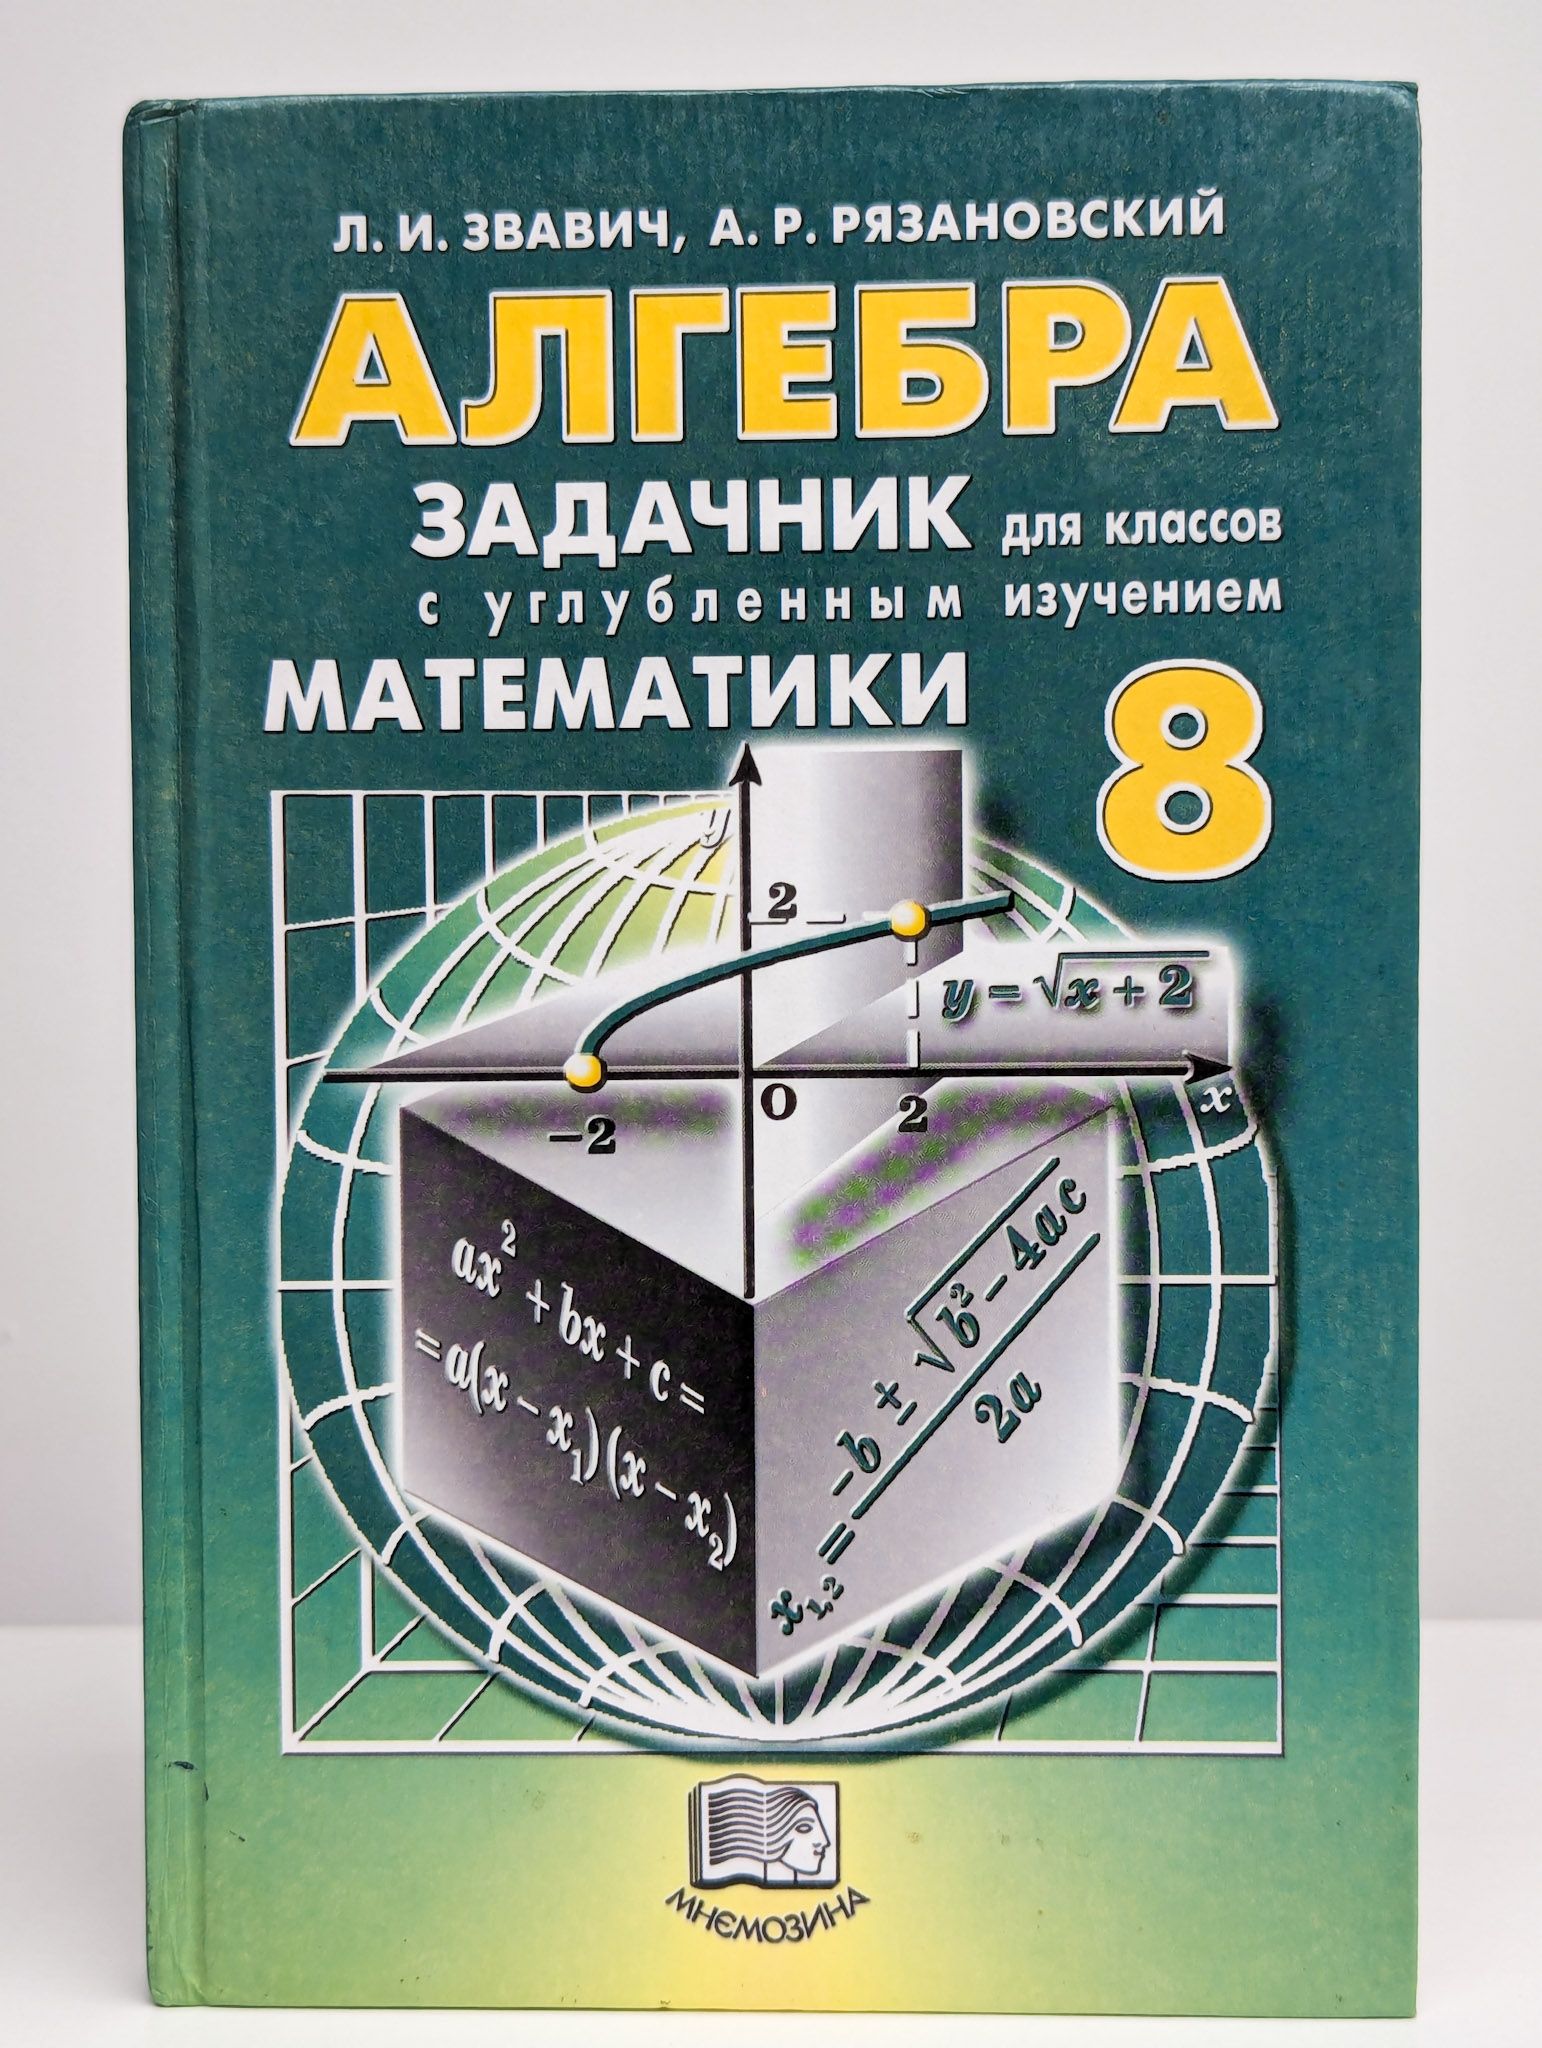 Л. И. ЗВАВИЧ, А. Р. РЯЗАНОВСКИЙ
АЛГЕБРА
ЗАДАЧНИК для классов
с углубленным изучением
МАТЕМАТИКИ 8
y
2
y = √x + 2
O
x
-2
2
ax² + bx + c =
= a(x - x₁)(x - x₂)
x₁,₂ = -b ± √b² - 4ac
2a
МНЕМОЗИНА